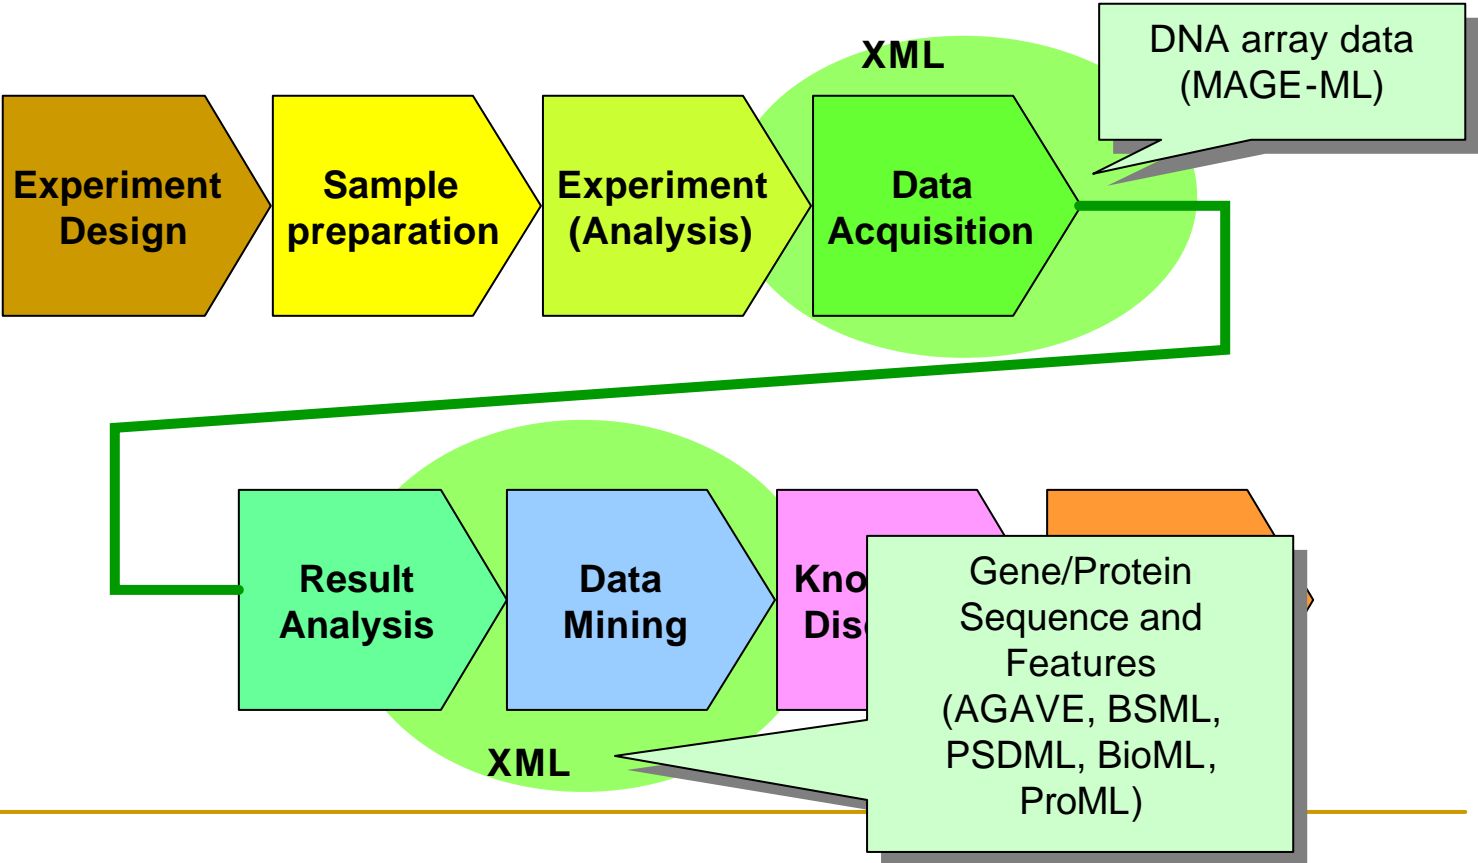 XML
DNA array data
(MAGE-ML)
Experiment
Design
Sample
preparation
Experiment
(Analysis)
Data
Acquisition
Result
Analysis
Data
Mining
Gene/Protein
Sequence and
Features
(AGAVE, BSML,
PSDML, BioML,
ProML)
XML